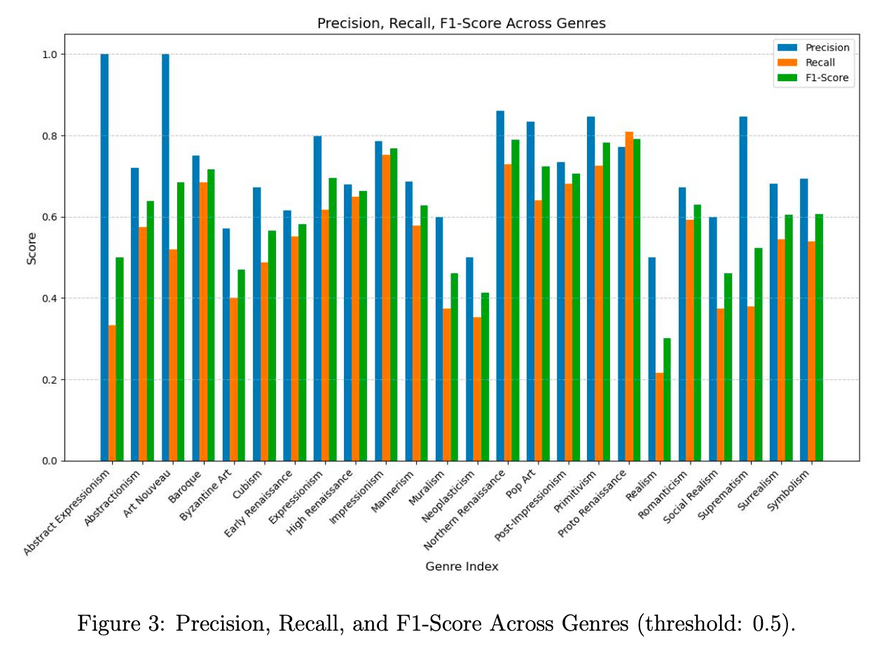 Precision, Recall, F1-Score Across Genres
Precision
Recall
F1-Score
Score
1.0
0.8
0.6
0.4
0.2
0.0
Abstract Expressionism
Abstractionism
Art Nouveau
Baroque
Byzantine Art
Cubism
Early Renaissance
Expressionism
High Renaissance
Impressionism
Mannerism
Muralism
Neoplasticism
Northern Renaissance
Pop Art
Post-Impressionism
Primitivism
Proto Renaissance
Realism
Romanticism
Social Realism
Suprematism
Surrealism
Symbolism
Genre Index
Figure 3: Precision, Recall, and F1-Score Across Genres (threshold: 0.5).